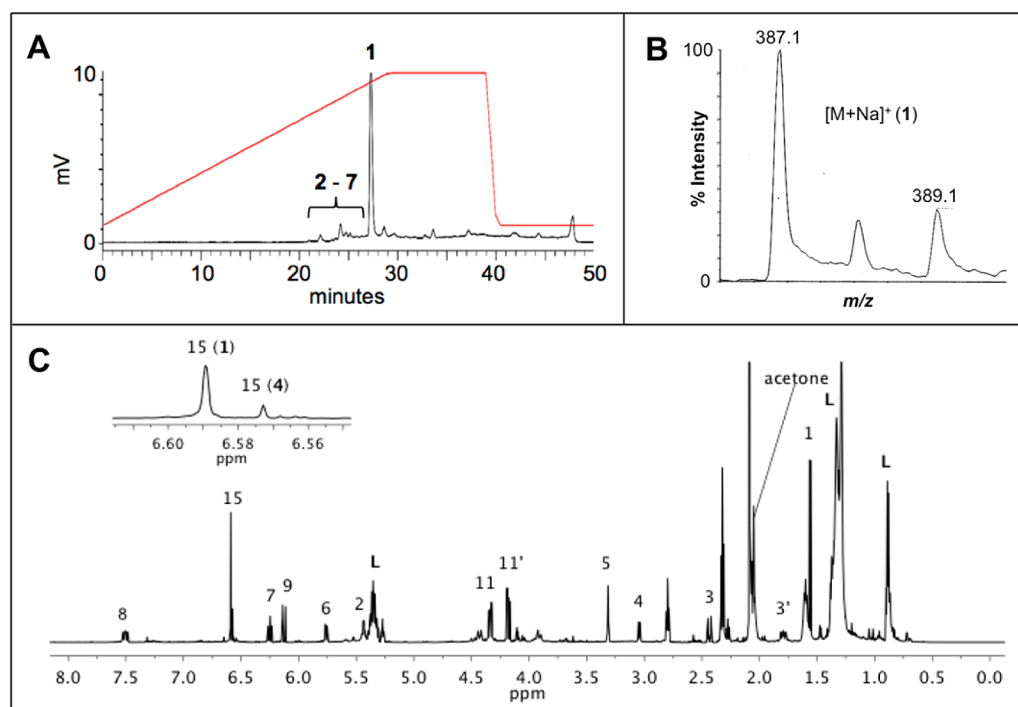 A
1
10
mV
0
2 - 7
0 10 20 30 40 50
minutes
B
387.1
100
[M+Na]⁺ (1)
389.1
% Intensity
0
m/z
C
15 (1)
15 (4)
6.60 6.58 6.56
ppm
acetone
L
1
L
15
8
7
9
6
2
L
11
11'
5
4
3
3'
8.0 7.5 7.0 6.5 6.0 5.5 5.0 4.5 4.0 3.5 3.0 2.5 2.0 1.5 1.0 0.5 0.0
ppm